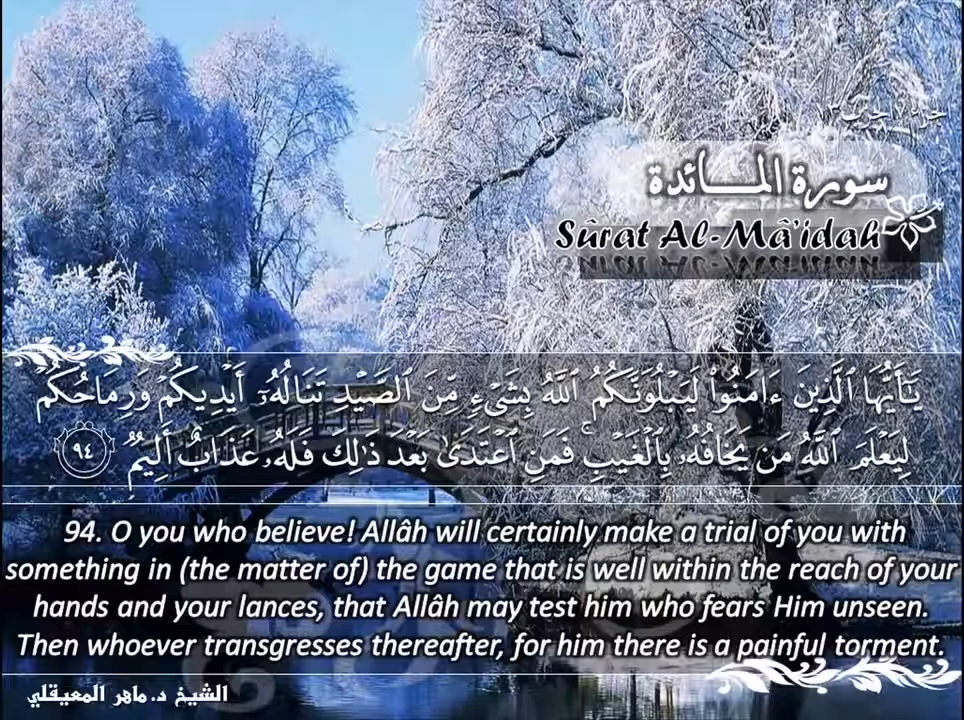 سورة المائدة
Sûrat Al-Mâ'idah
يَـٰٓأَيُّهَا ٱلَّذِينَ ءَامَنُوا۟ لَيَبْلُوَنَّكُمُ ٱللَّهُ بِشَىْءٍ مِّنَ ٱلصَّيْدِ تَنَالُهُۥٓ أَيْدِيكُمْ وَرِمَاحُكُمْ
لِيَعْلَمَ ٱللَّهُ مَن يَخَافُهُۥ بِٱلْغَيْبِ ۚ فَمَنِ ٱعْتَدَىٰ بَعْدَ ذَٰلِكَ فَلَهُۥ عَذَابٌ أَلِيمٌ ٩٤
94. O you who believe! Allâh will certainly make a trial of you with
something in (the matter of) the game that is well within the reach of your
hands and your lances, that Allâh may test him who fears Him unseen.
Then whoever transgresses thereafter, for him there is a painful torment.
الشيخ د. ماهر المعيقلي